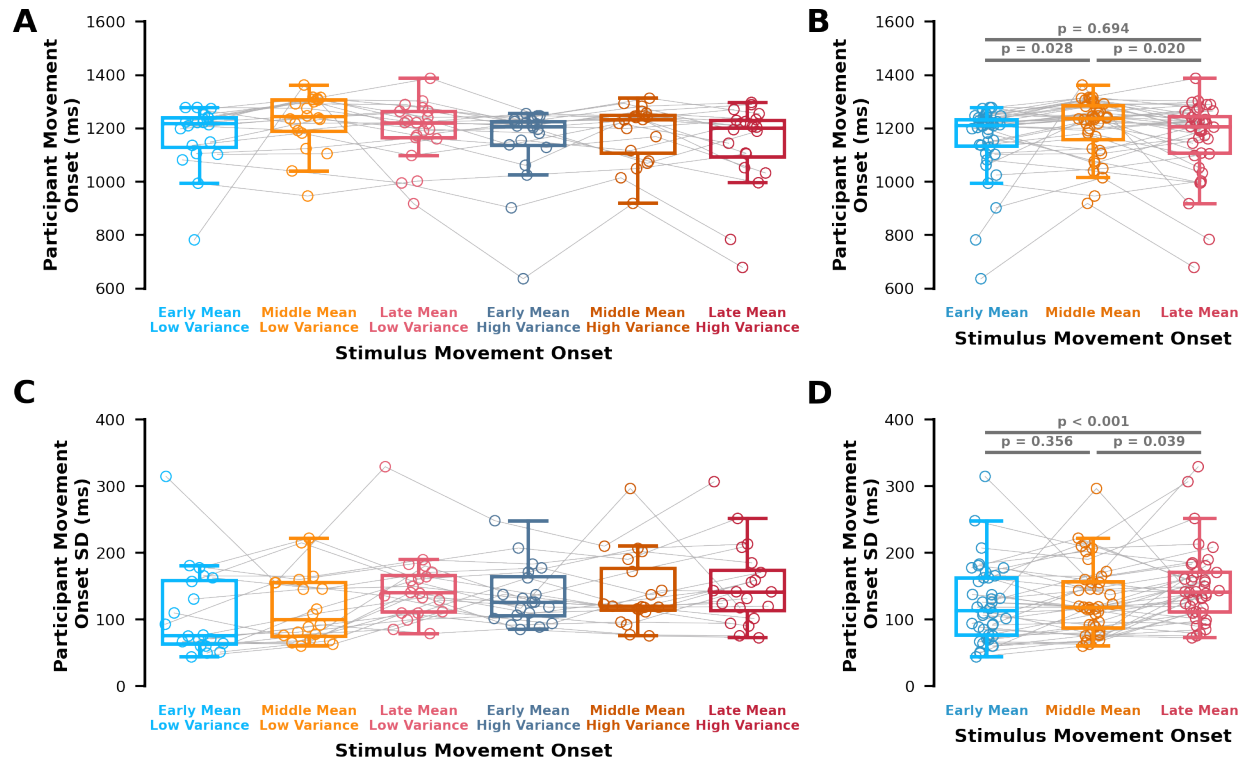 A
Participant Movement
Onset (ms)
1600
1400
1200
1000
800
600
Early Mean
Low Variance
Middle Mean
Low Variance
Late Mean
Low Variance
Early Mean
High Variance
Middle Mean
High Variance
Late Mean
High Variance
Stimulus Movement Onset
B
Participant Movement
Onset (ms)
1600
1400
1200
1000
800
600
p = 0.694
p = 0.028
p = 0.020
Early Mean
Middle Mean
Late Mean
Stimulus Movement Onset
C
Participant Movement
Onset SD (ms)
400
300
200
100
0
Early Mean
Low Variance
Middle Mean
Low Variance
Late Mean
Low Variance
Early Mean
High Variance
Middle Mean
High Variance
Late Mean
High Variance
Stimulus Movement Onset
D
Participant Movement
Onset SD (ms)
400
300
200
100
0
p < 0.001
p = 0.356
p = 0.039
Early Mean
Middle Mean
Late Mean
Stimulus Movement Onset